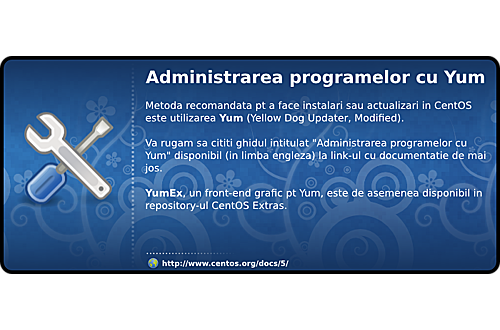 Administrarea programelor cu Yum
Metoda recomandata pt a face instalari sau actualizari in CentOS
este utilizarea Yum (Yellow Dog Updater, Modified).
Va rugam sa cititi ghidul intitulat "Administrarea programelor cu
Yum" disponibil (in limba engleza) la link-ul cu documentatie de mai
jos.
YumEx, un front-end grafic pt Yum, este de asemenea disponibil in
repository-ul CentOS Extras.
http://www.centos.org/docs/5/